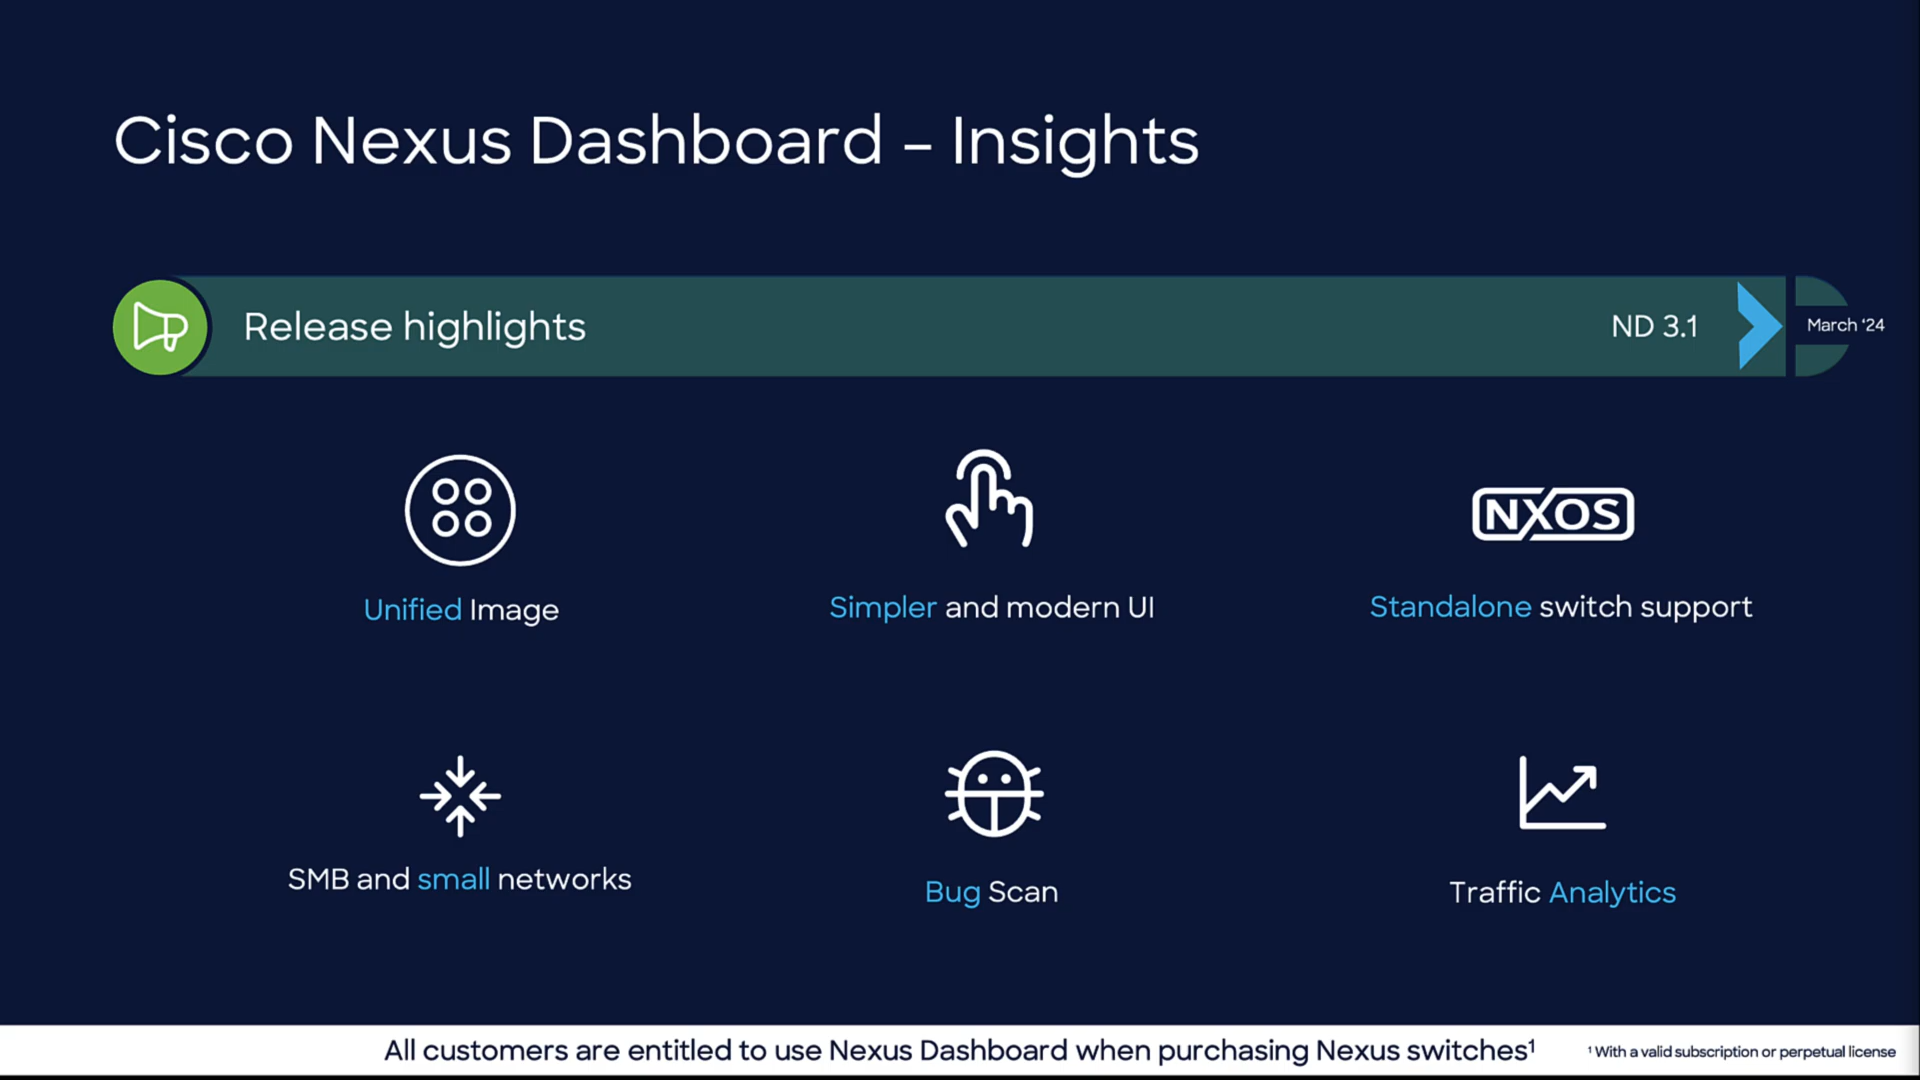 Cisco Nexus Dashboard – Insights
Release highlights
ND 3.1
March ‘24
NXOS
Unified Image
Simpler and modern UI
Standalone switch support
SMB and small networks
Bug Scan
Traffic Analytics
All customers are entitled to use Nexus Dashboard when purchasing Nexus switches¹
¹ With a valid subscription or perpetual license